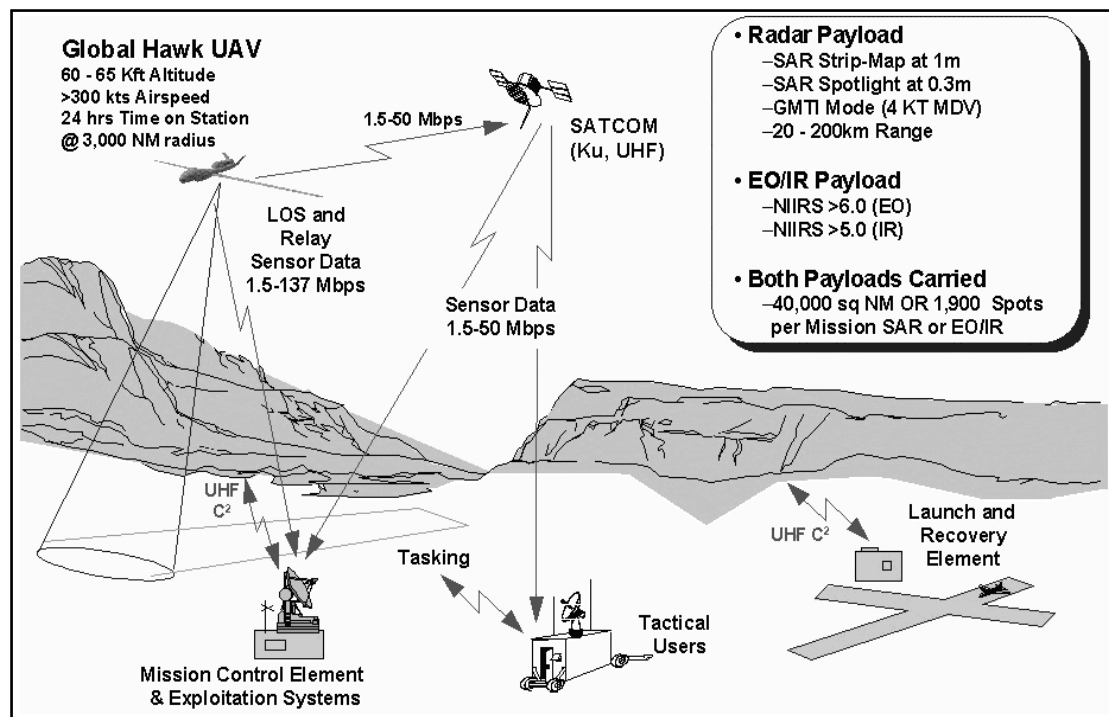 Global Hawk UAV
60 - 65 Kft Altitude
>300 kts Airspeed
24 hrs Time on Station
@ 3,000 NM radius
1.5-50 Mbps
SATCOM
(Ku, UHF)
• Radar Payload
–SAR Strip-Map at 1m
–SAR Spotlight at 0.3m
–GMTI Mode (4 KT MDV)
–20 - 200km Range
• EO/IR Payload
–NIIRS >6.0 (EO)
–NIIRS >5.0 (IR)
• Both Payloads Carried
–40,000 sq NM OR 1,900 Spots
per Mission SAR or EO/IR
LOS and
Relay
Sensor Data
1.5-137 Mbps
Sensor Data
1.5-50 Mbps
UHF
C²
UHF C²
Launch and
Recovery
Element
Tasking
Tactical
Users
Mission Control Element
& Exploitation Systems